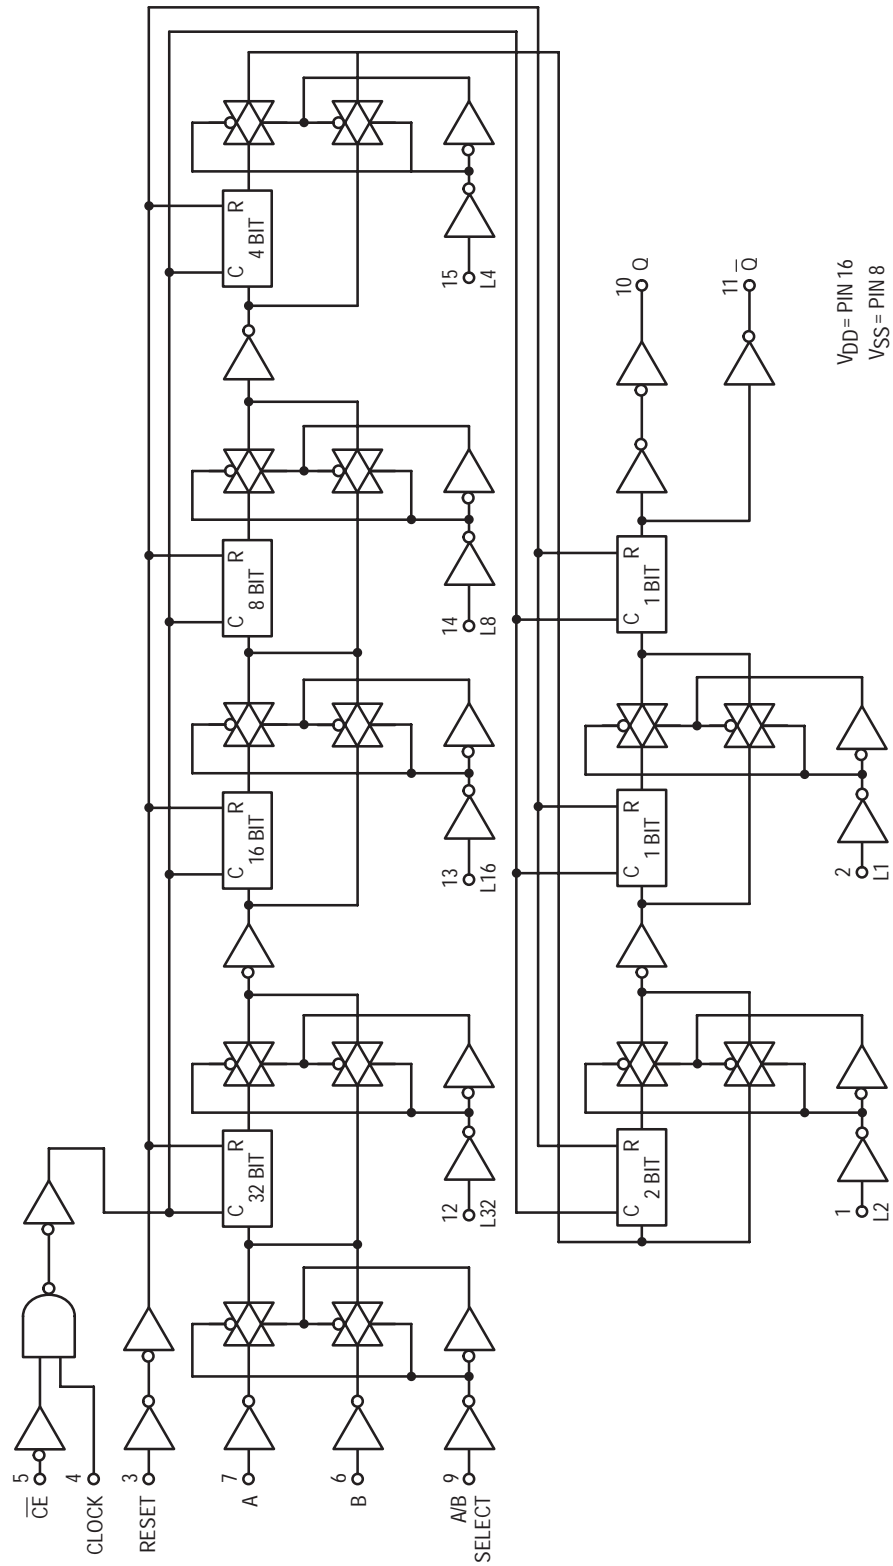 5
CE
4
CLOCK
3
RESET
7
A
6
B
9
A/B
SELECT
C
R
32 BIT
12
L32
C
R
16 BIT
13
L16
C
R
8 BIT
14
L8
C
R
4 BIT
15
L4
C
R
2 BIT
1
L2
C
R
1 BIT
2
L1
C
R
1 BIT
10
Q
11
Q̅
VDD = PIN 16
VSS = PIN 8